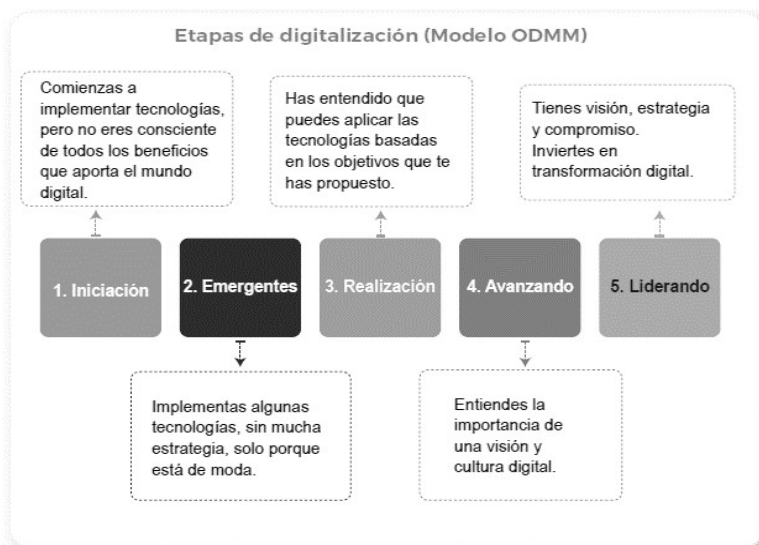 Etapas de digitalización (Modelo ODMM)
Comienzas a
implementar tecnologías,
pero no eres consciente
de todos los beneficios
que aporta el mundo
digital.
Has entendido que
puedes aplicar las
tecnologías basadas
en los objetivos que te
has propuesto.
Tienes visión, estrategia
y compromiso.
Inviertes en
transformación digital.
1. Iniciación
2. Emergentes
3. Realización
4. Avanzando
5. Liderando
Implementas algunas
tecnologías, sin mucha
estrategia, solo porque
está de moda.
Entiendes la
importancia de
una visión y
cultura digital.